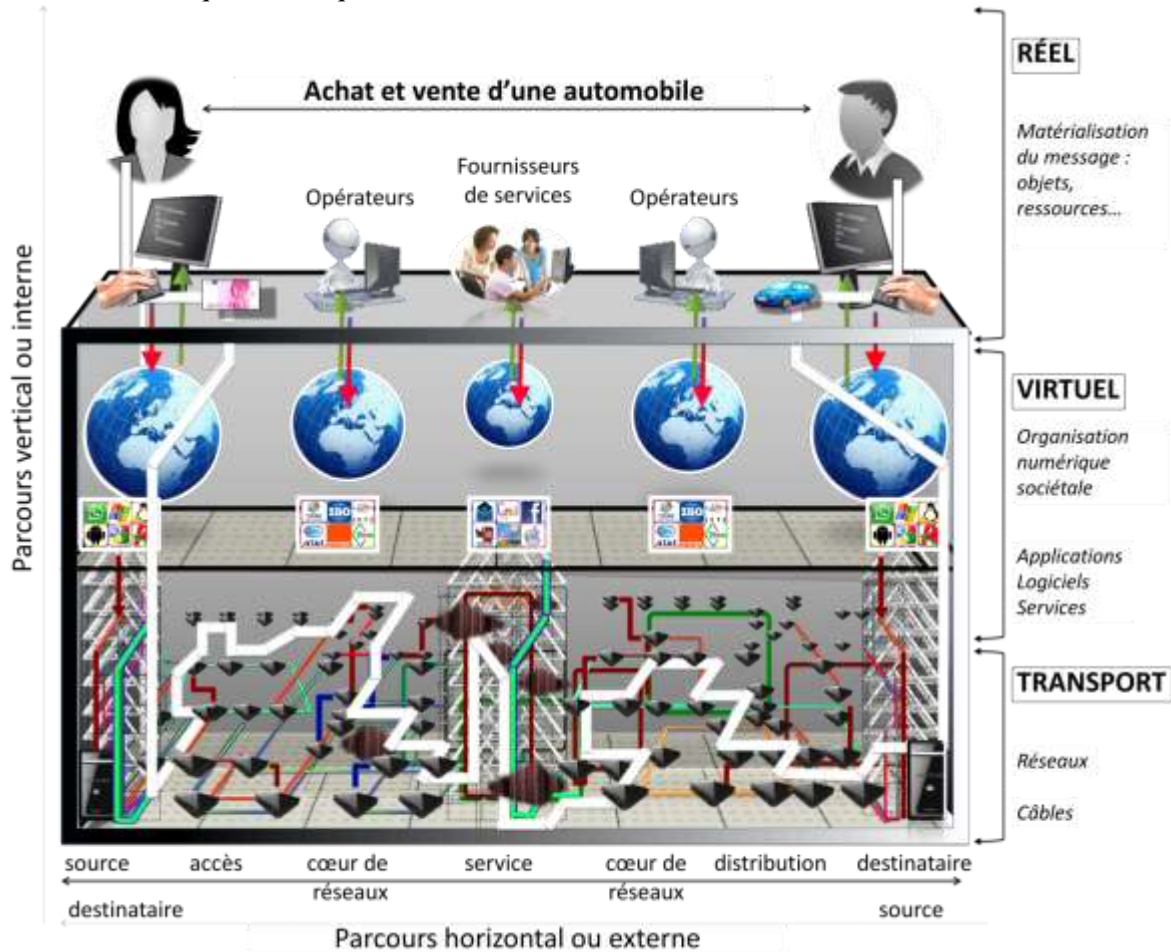 RÉEL
Achat et vente d'une automobile
Matérialisation
du message :
objets,
ressources...
Fournisseurs
de services
Opérateurs
Opérateurs
Parcours vertical ou interne
VIRTUEL
Organisation
numérique
sociétale
Applications
Logiciels
Services
TRANSPORT
Réseaux
Câbles
source
accès
cœur de
réseaux
service
cœur de
réseaux
distribution
destinataire
destinataire
source
Parcours horizontal ou externe